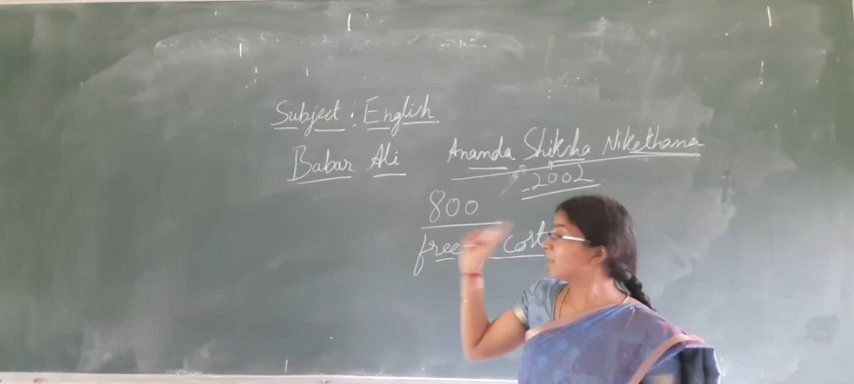 Subject : English
Babar Ali Ananda Shiksha Nikethana
2002
800
free cost